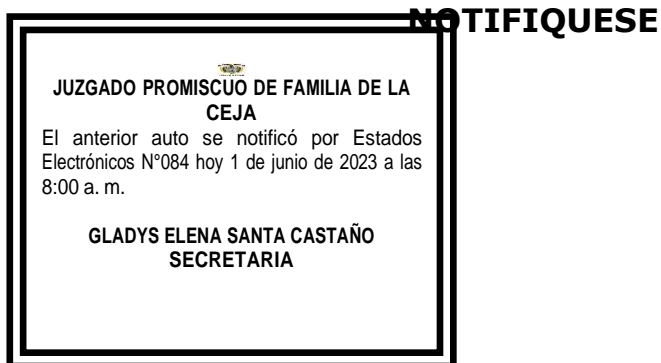 NOTIFIQUESE
JUZGADO PROMISCUO DE FAMILIA DE LA
CEJA
El anterior auto se notificó por Estados
Electrónicos N°084 hoy 1 de junio de 2023 a las
8:00 a. m.
GLADYS ELENA SANTA CASTAÑO
SECRETARIA